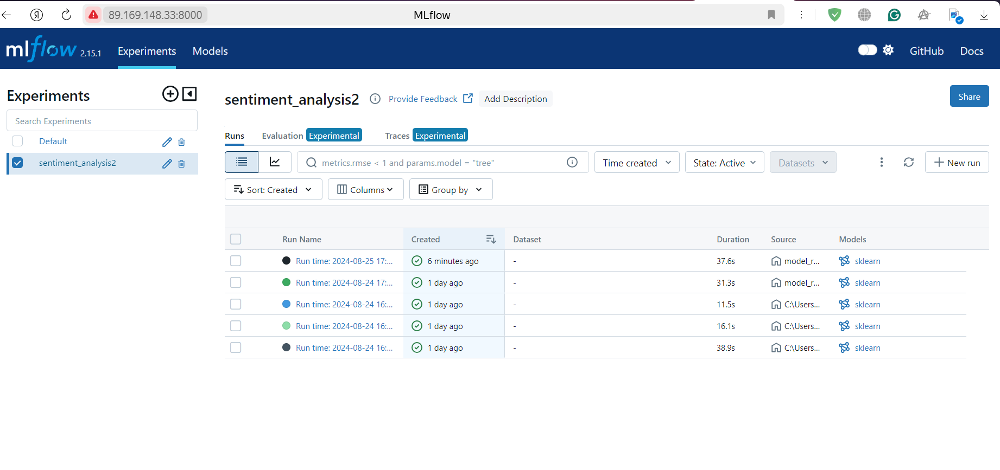 Я 89.169.148.33:8000 MLflow
mlflow 2.15.1 Experiments Models GitHub Docs
Experiments
Search Experiments
Default
sentiment_analysis2
sentiment_analysis2 Provide Feedback Add Description Share
Runs Evaluation Experimental Traces Experimental
metrics.rmse < 1 and params.model = "tree" Time created State: Active Datasets New run
Sort: Created Columns Group by
Run Name Created Dataset Duration Source Models
Run time: 2024-08-25 17:... 6 minutes ago - 37.6s model_r... sklearn
Run time: 2024-08-24 17:... 1 day ago - 31.3s model_r... sklearn
Run time: 2024-08-24 16:... 1 day ago - 11.5s C:\Users... sklearn
Run time: 2024-08-24 16:... 1 day ago - 16.1s C:\Users... sklearn
Run time: 2024-08-24 16:... 1 day ago - 38.9s C:\Users... sklearn